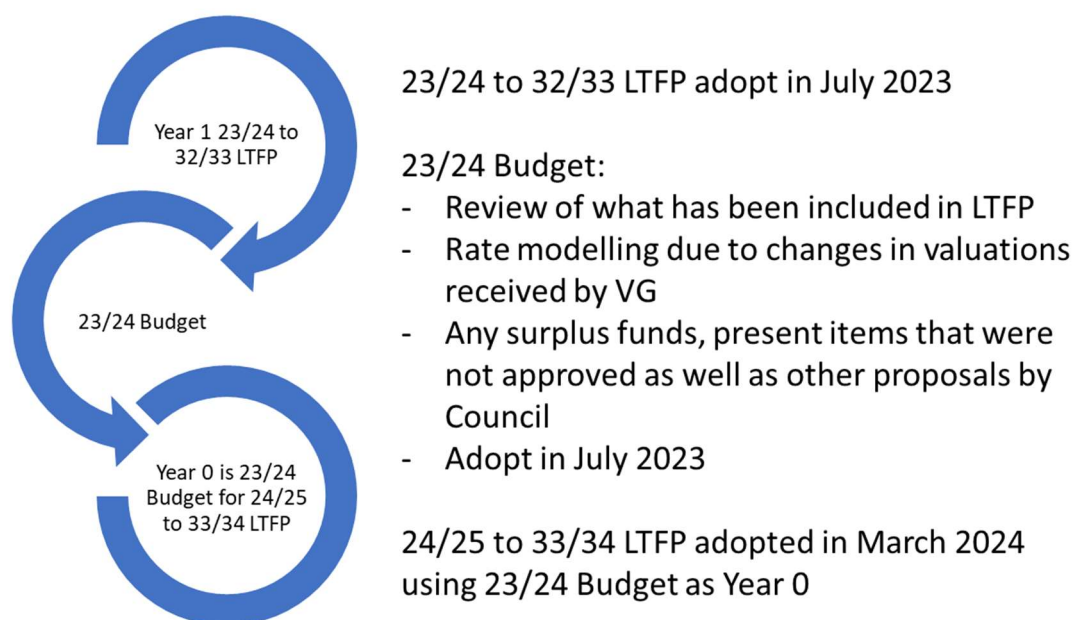 Year 1 23/24 to
32/33 LTFP
23/24 Budget
Year 0 is 23/24
Budget for 24/25
to 33/34 LTFP
23/24 to 32/33 LTFP adopt in July 2023
23/24 Budget:
- Review of what has been included in LTFP
- Rate modelling due to changes in valuations
received by VG
- Any surplus funds, present items that were
not approved as well as other proposals by
Council
- Adopt in July 2023
24/25 to 33/34 LTFP adopted in March 2024
using 23/24 Budget as Year 0